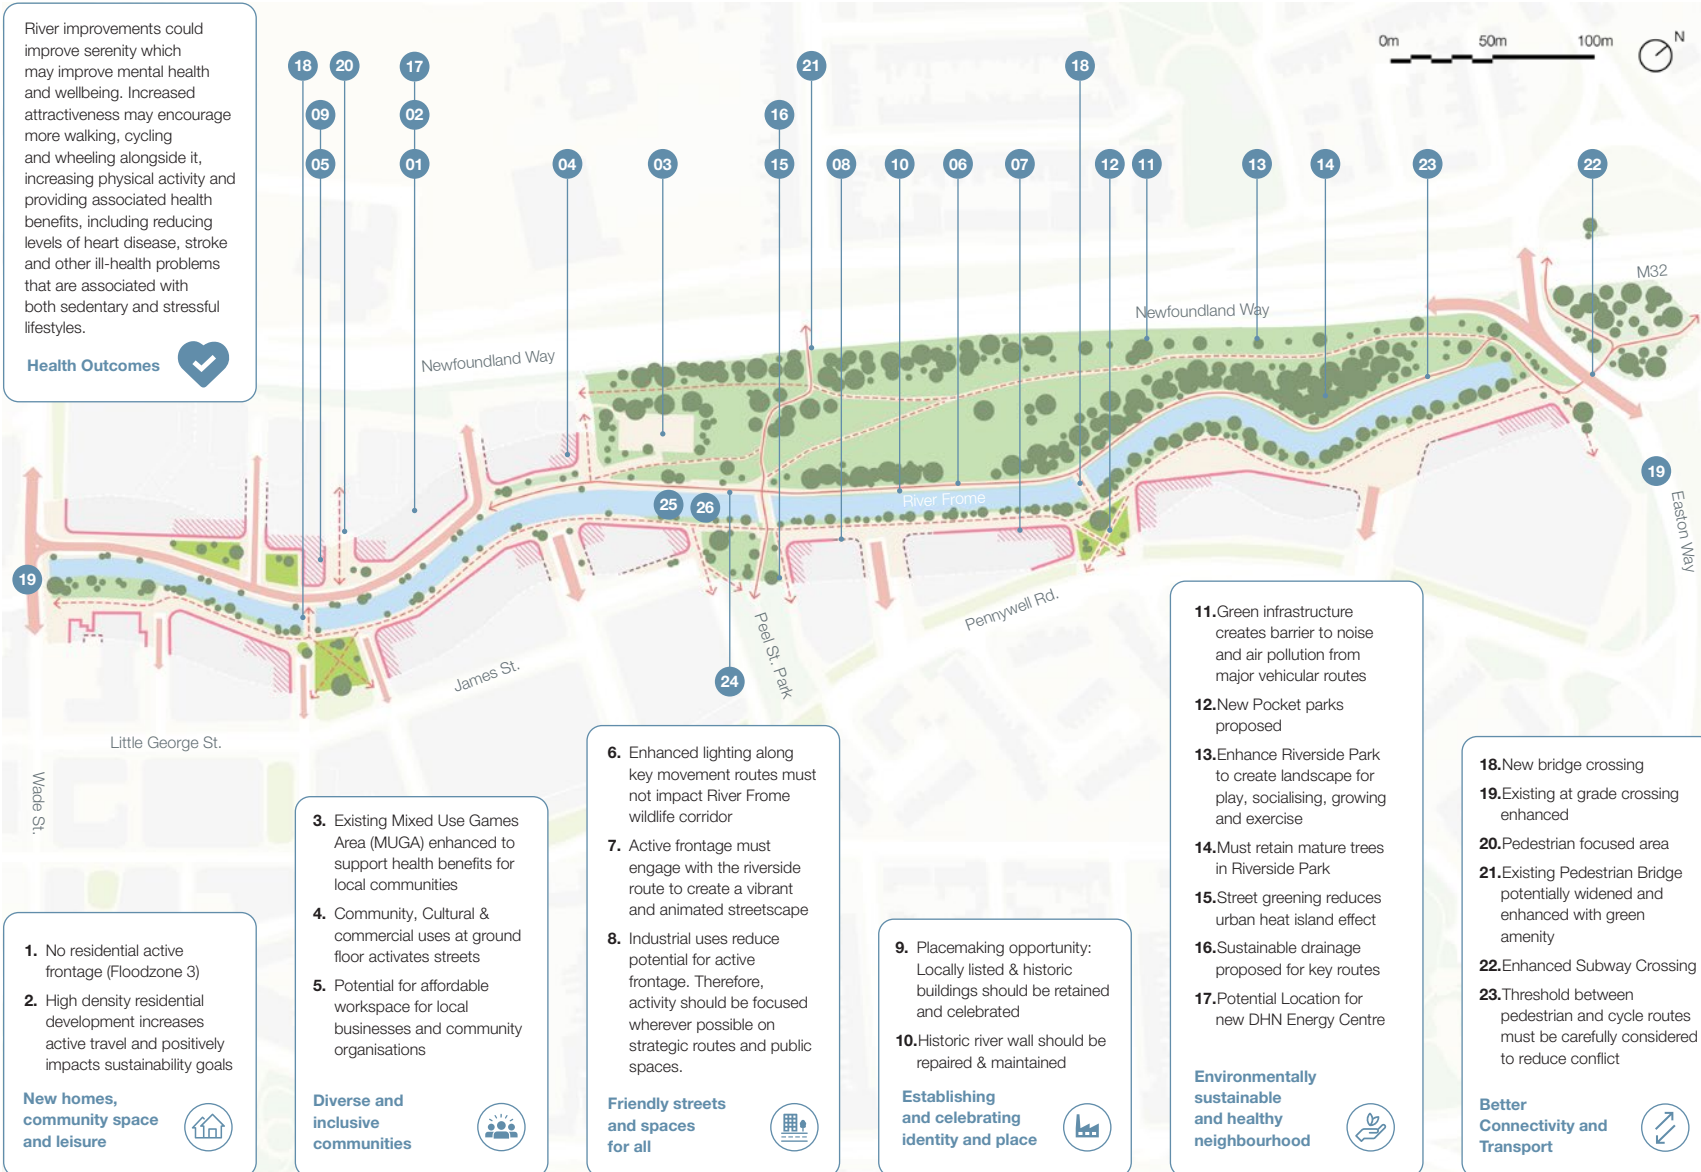 River improvements could
improve serenity which
may improve mental health
and wellbeing. Increased
attractiveness may encourage
more walking, cycling
and wheeling alongside it,
increasing physical activity and
providing associated health
benefits, including reducing
levels of heart disease, stroke
and other ill-health problems
that are associated with
both sedentary and stressful
lifestyles.
Health Outcomes
0m 50m 100m N
18 20 17 21 18
09 02 16
05 01 04 03 15 08 10 06 07 12 11 13 14 23 22
M32
Newfoundland Way
Newfoundland Way
19
25 26
River Frome
Easton Way
19
Pennywell Rd.
Peel St. Park
James St.
24
Little George St.
Wade St.
1. No residential active
frontage (Floodzone 3)
2. High density residential
development increases
active travel and positively
impacts sustainability goals
New homes,
community space
and leisure
3. Existing Mixed Use Games
Area (MUGA) enhanced to
support health benefits for
local communities
4. Community, Cultural &
commercial uses at ground
floor activates streets
5. Potential for affordable
workspace for local
businesses and community
organisations
Diverse and
inclusive
communities
6. Enhanced lighting along
key movement routes must
not impact River Frome
wildlife corridor
7. Active frontage must
engage with the riverside
route to create a vibrant
and animated streetscape
8. Industrial uses reduce
potential for active
frontage. Therefore,
activity should be focused
wherever possible on
strategic routes and public
spaces.
Friendly streets
and spaces
for all
9. Placemaking opportunity:
Locally listed & historic
buildings should be retained
and celebrated
10.Historic river wall should be
repaired & maintained
Establishing
and celebrating
identity and place
11.Green infrastructure
creates barrier to noise
and air pollution from
major vehicular routes
12.New Pocket parks
proposed
13.Enhance Riverside Park
to create landscape for
play, socialising, growing
and exercise
14.Must retain mature trees
in Riverside Park
15.Street greening reduces
urban heat island effect
16.Sustainable drainage
proposed for key routes
17.Potential Location for
new DHN Energy Centre
Environmentally
sustainable
and healthy
neighbourhood
18.New bridge crossing
19.Existing at grade crossing
enhanced
20.Pedestrian focused area
21.Existing Pedestrian Bridge
potentially widened and
enhanced with green
amenity
22.Enhanced Subway Crossing
23.Threshold between
pedestrian and cycle routes
must be carefully considered
to reduce conflict
Better
Connectivity and
Transport